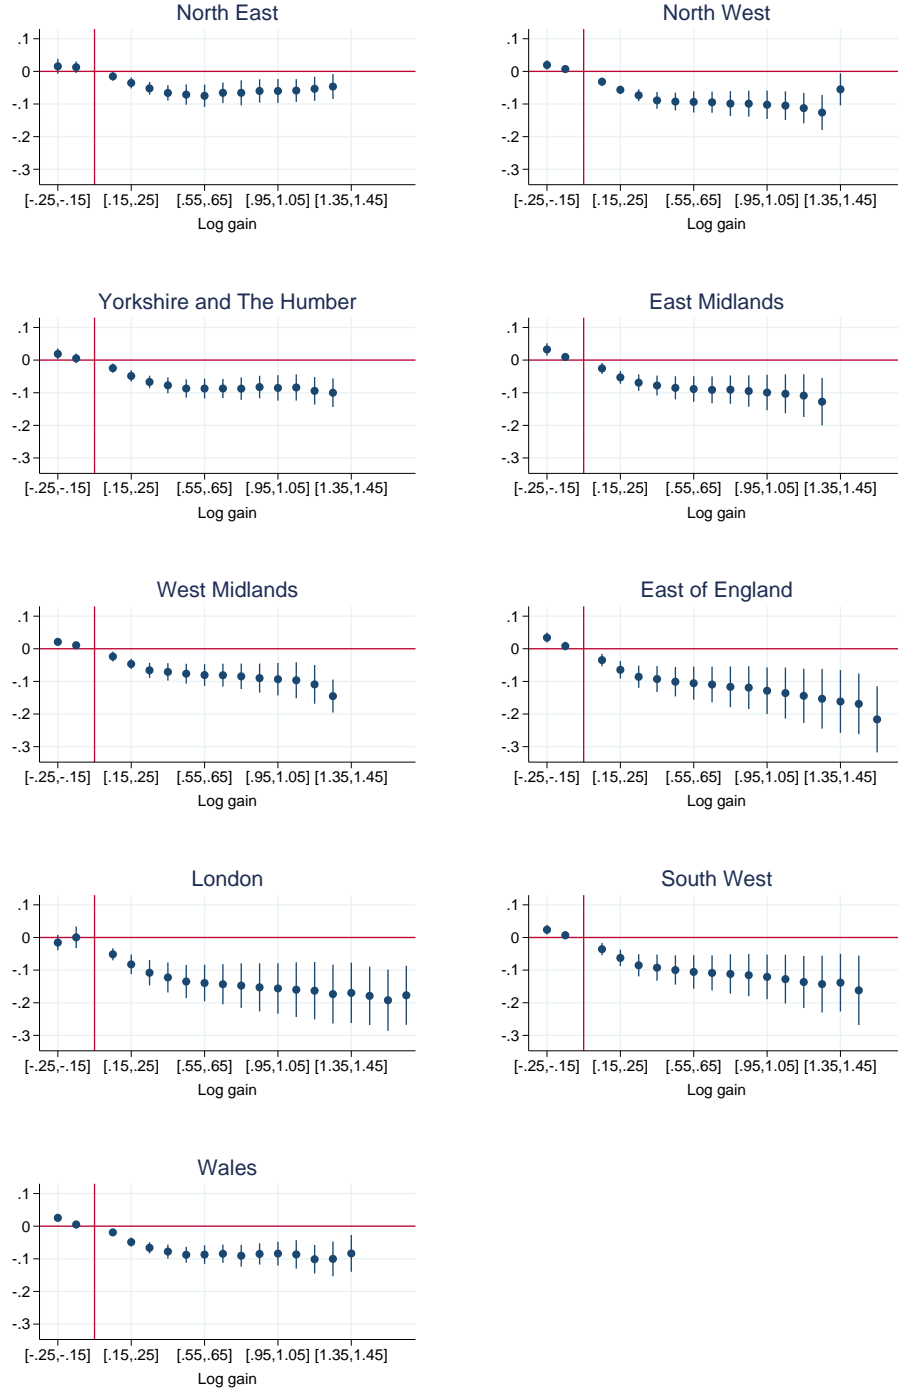 North East
.1
0
-.1
-.2
-.3
[-.25,-.15] [.15,.25] [.55,.65] [.95,1.05] [1.35,1.45]
Log gain
North West
.1
0
-.1
-.2
-.3
[-.25,-.15] [.15,.25] [.55,.65] [.95,1.05] [1.35,1.45]
Log gain
Yorkshire and The Humber
.1
0
-.1
-.2
-.3
[-.25,-.15] [.15,.25] [.55,.65] [.95,1.05] [1.35,1.45]
Log gain
East Midlands
.1
0
-.1
-.2
-.3
[-.25,-.15] [.15,.25] [.55,.65] [.95,1.05] [1.35,1.45]
Log gain
West Midlands
.1
0
-.1
-.2
-.3
[-.25,-.15] [.15,.25] [.55,.65] [.95,1.05] [1.35,1.45]
Log gain
East of England
.1
0
-.1
-.2
-.3
[-.25,-.15] [.15,.25] [.55,.65] [.95,1.05] [1.35,1.45]
Log gain
London
.1
0
-.1
-.2
-.3
[-.25,-.15] [.15,.25] [.55,.65] [.95,1.05] [1.35,1.45]
Log gain
South West
.1
0
-.1
-.2
-.3
[-.25,-.15] [.15,.25] [.55,.65] [.95,1.05] [1.35,1.45]
Log gain
Wales
.1
0
-.1
-.2
-.3
[-.25,-.15] [.15,.25] [.55,.65] [.95,1.05] [1.35,1.45]
Log gain